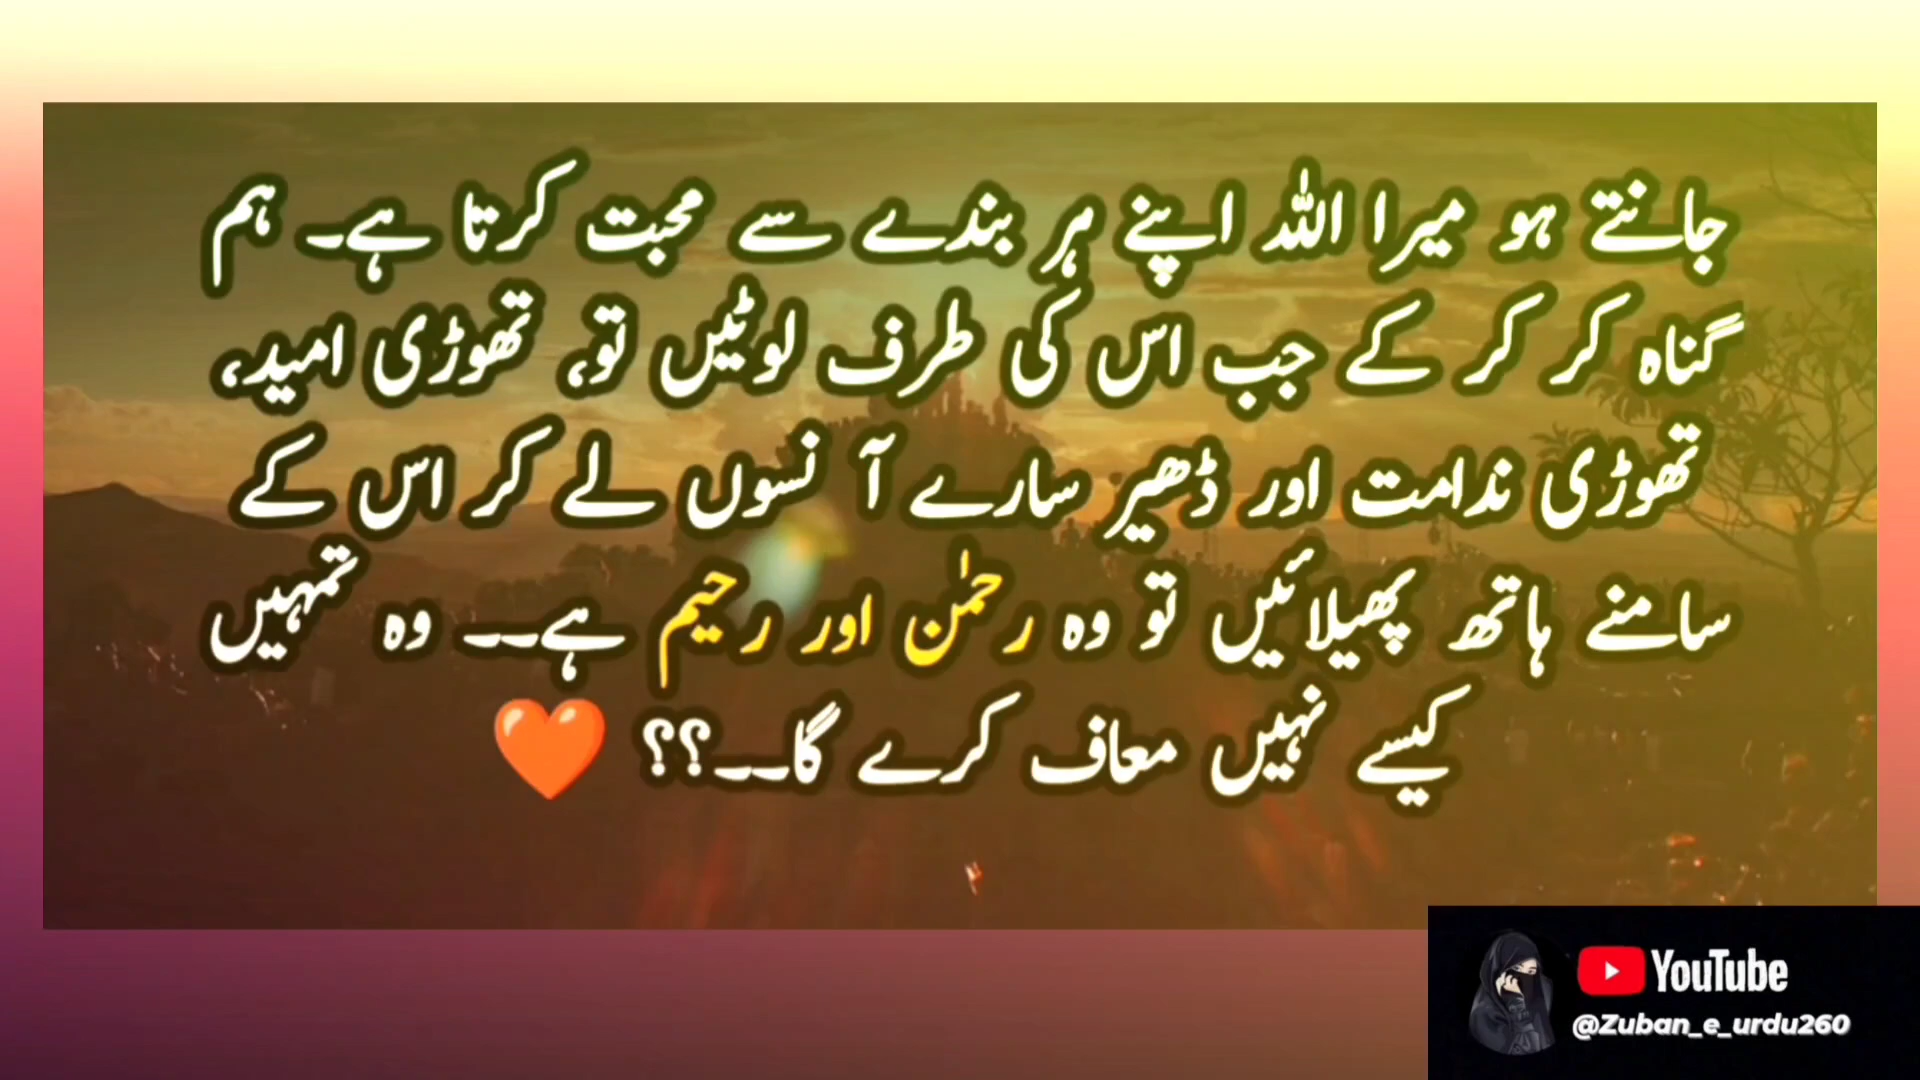 جانتے ہو میرا اللہ اپنے ہر بندے سے محبت کرتا ہے۔ ہم
گناہ کر کر کے جب اس کی طرف لوٹیں تو، تھوڑی امید،
تھوڑی ندامت اور ڈھیر سارے آ نسوں لے کر اس کے
سامنے ہاتھ پھیلائیں تو وہ رحمٰن اور رحیم ہے۔۔ وہ تمہیں
کیسے نہیں معاف کرے گا۔۔؟؟ ❤️
YouTube
@Zuban_e_urdu260